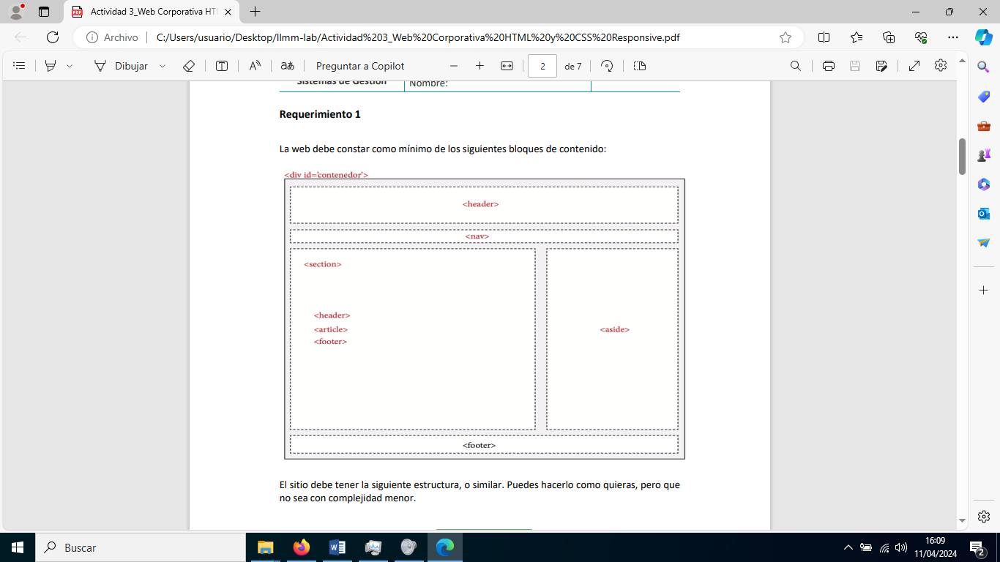 Actividad 3_Web Corporativa HTM
Archivo
C:/Users/usuario/Desktop/llmm-lab/Actividad%203_Web%20Corporativa%20HTML%20y%20CSS%20Responsive.pdf
Dibujar
Preguntar a Copilot
2
de 7
Sistemas de Gestión
Nombre:
Requerimiento 1
La web debe constar como mínimo de los siguientes bloques de contenido:
<div id='contenedor'>
<header>
<nav>
<section>
<header>
<article>
<footer>
<aside>
<footer>
El sitio debe tener la siguiente estructura, o similar. Puedes hacerlo como quieras, pero que
no sea con complejidad menor.
Buscar
16:09
11/04/2024
2